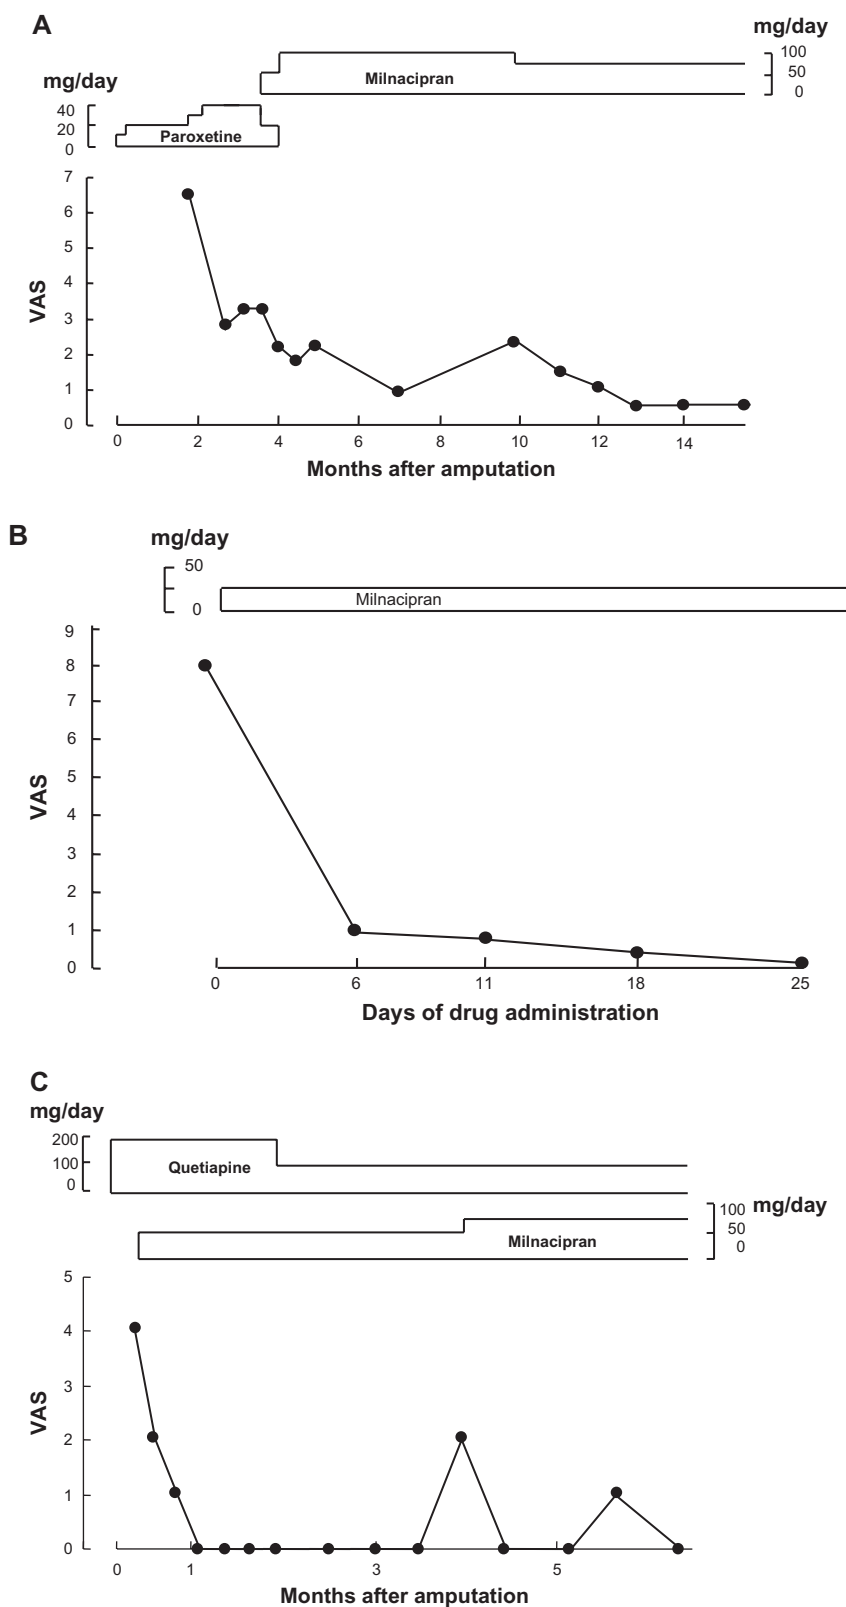 A
mg/day
100
50
0
Milnacipran
mg/day
40
20
0
Paroxetine
7
6
5
4
3
2
1
0
VAS
0 2 4 6 8 10 12 14
Months after amputation
B
mg/day
50
0
Milnacipran
9
8
7
6
5
4
3
2
1
0
VAS
0 6 11 18 25
Days of drug administration
C
mg/day
200
100
0
Quetiapine
100
50
0
mg/day
Milnacipran
5
4
3
2
1
0
VAS
0 1 3 5
Months after amputation